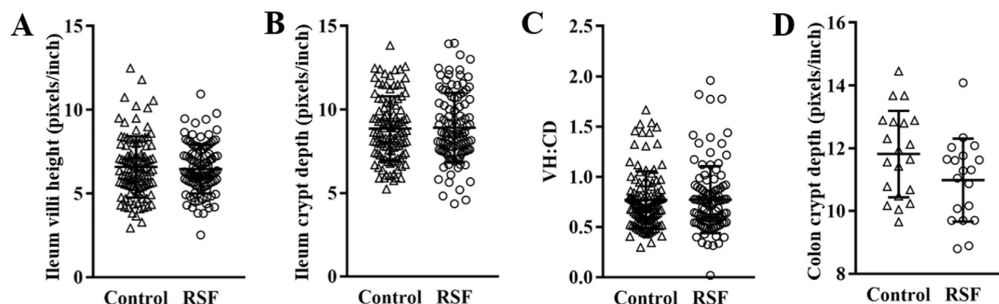 A
Ileum villi height (pixels/inch)
15
10
5
0
Control RSF
B
Ileum crypt depth (pixels/inch)
15
10
5
0
Control RSF
C
VH:CD
2.5
2.0
1.5
1.0
0.5
0.0
Control RSF
D
Colon crypt depth (pixels/inch)
16
14
12
10
8
Control RSF